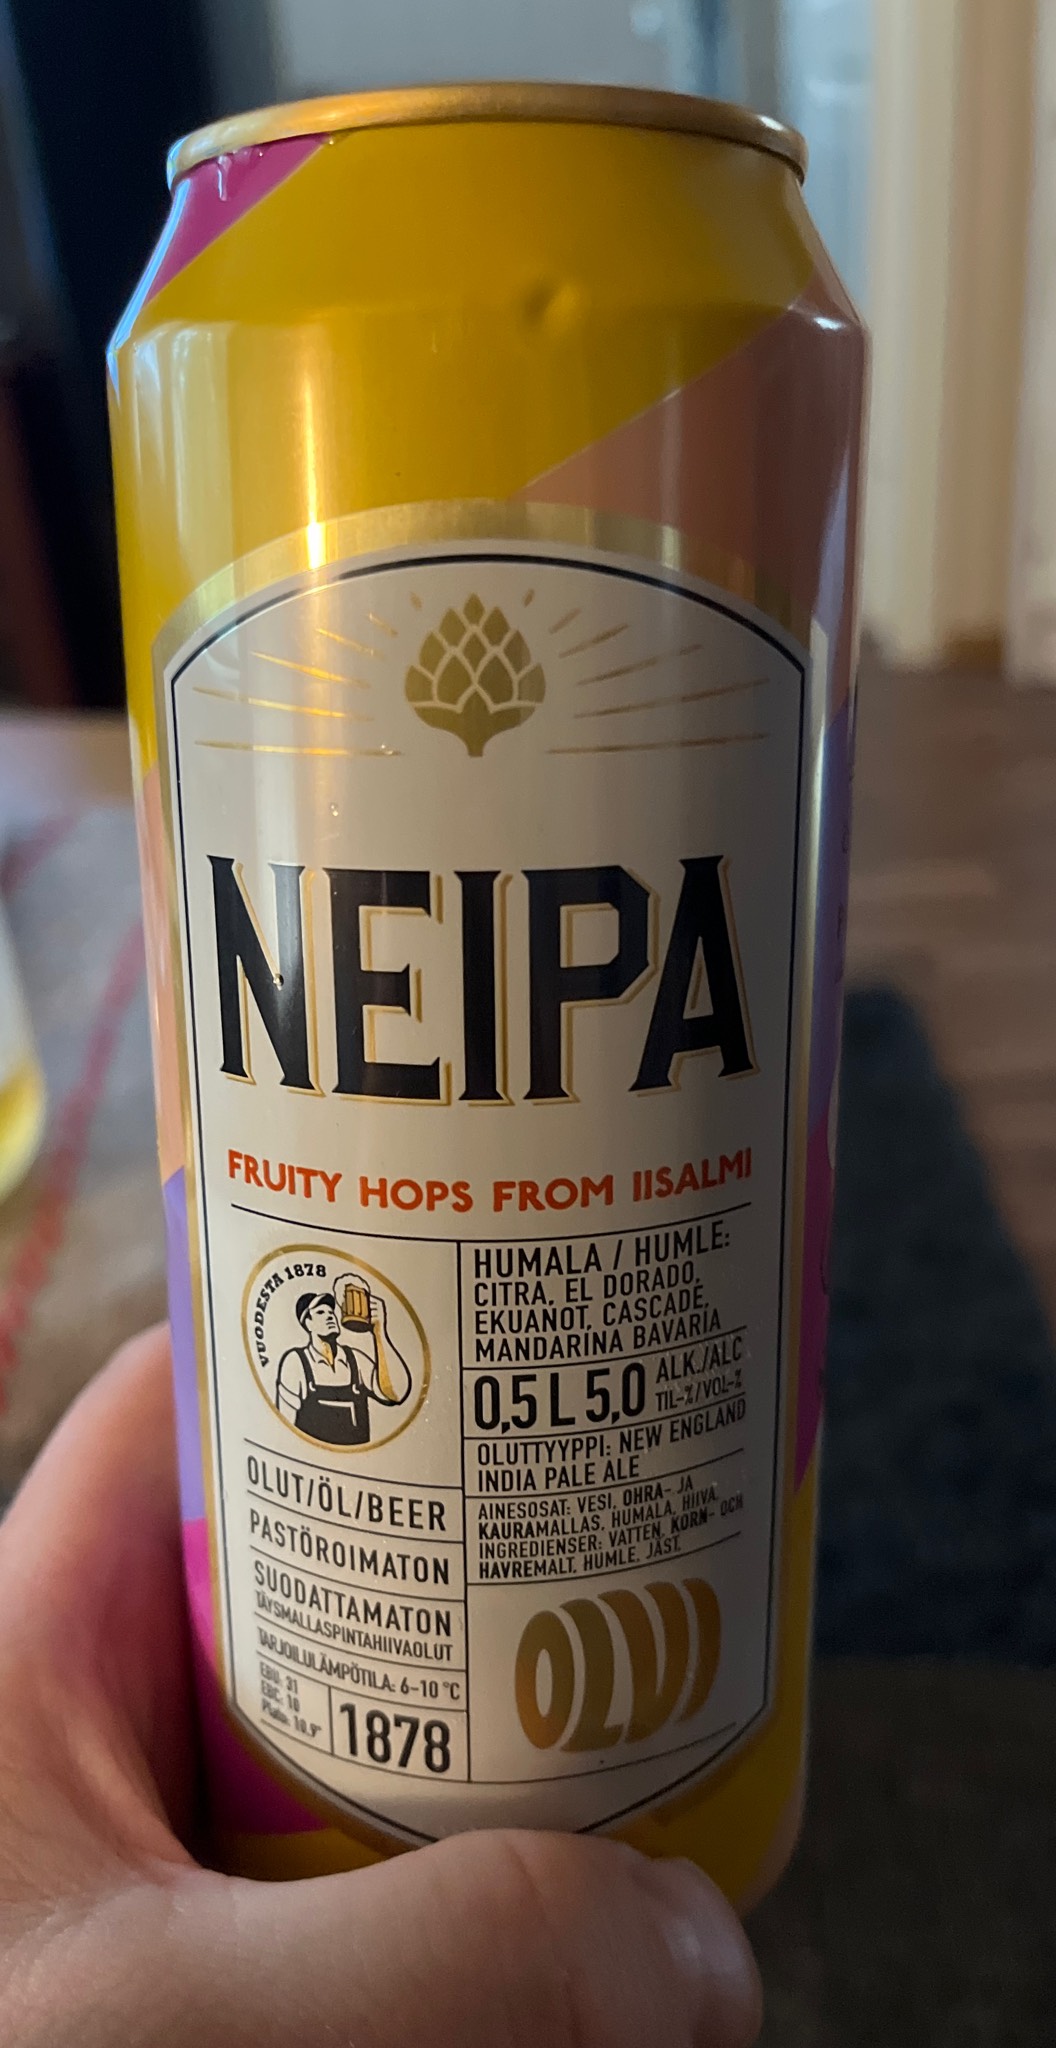 NEIPA
FRUITY HOPS FROM IISALMI
VUODESTA 1878
OLUT/ÖL/BEER
PASTÖROIMATON
SUODATTAMATON
TÄYSMALLASPINTAHIIVAOLUT
TARJOILULÄMPÖTILA: 6-10 °C
EBU: 31
EBC: 10
Plato: 10.9°
1878
HUMALA / HUMLE:
CITRA, EL DORADO,
EKUANOT, CASCADE,
MANDARINA BAVARIA
0,5 L 5,0 ALK./ALC
TIL-%/VOL-%
OLUTTYYPPI: NEW ENGLAND
INDIA PALE ALE
AINESOSAT: VESI, OHRA- JA
KAURAMALLAS, HUMALA, HIIVA.
INGREDIENSER: VATTEN, KORN- OCH
HAVREMALT, HUMLE, JÄST.
OLVI